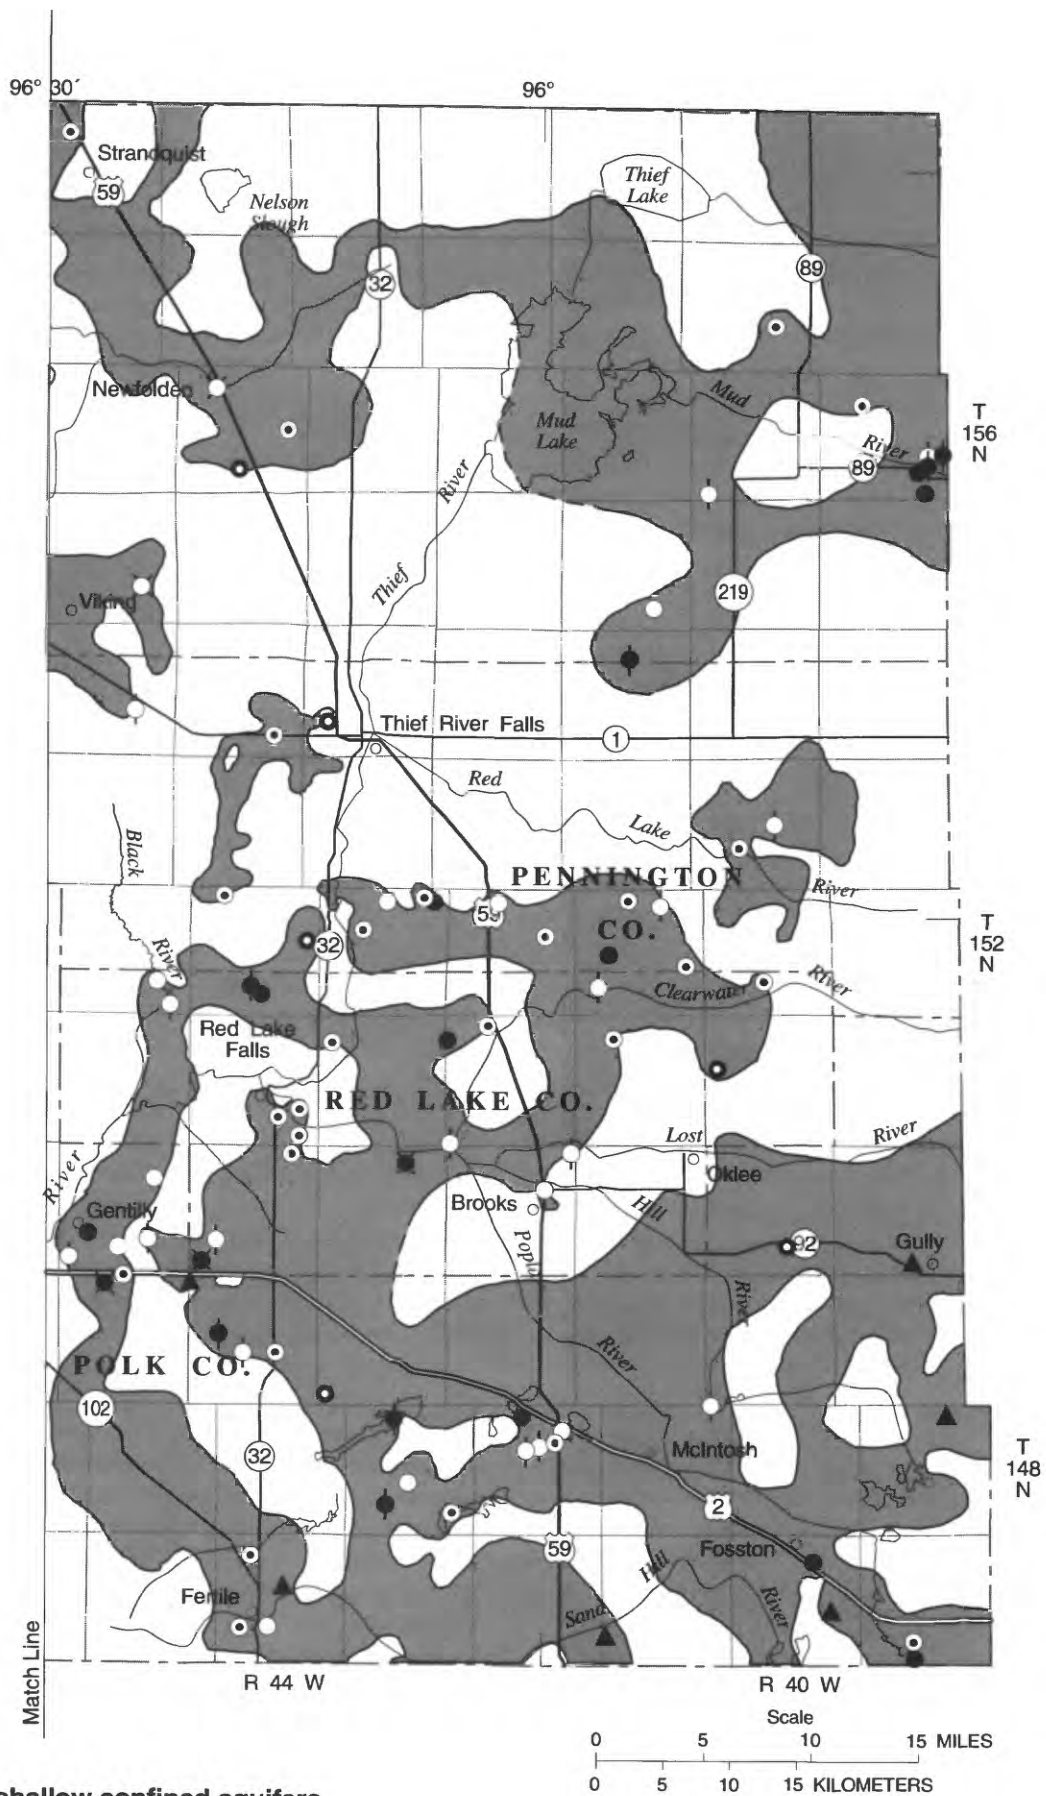 96° 30´
96°
Strandquist
59
Nelson
Slough
Thief
Lake
89
32
Newfolden
Mud
Mud
Lake
River
89
T
156
N
River
Thief
219
Viking
Thief River Falls
1
Red
Lake
River
Black
River
PENNINGTON
CO.
59
32
T
152
N
Clearwater
River
Red Lake
Falls
RED LAKE CO.
Lost
River
Oklee
River
Gentilly
Brooks
Hill
River
92
Gully
River
POLK CO.
102
32
McIntosh
2
T
148
N
59
Fosston
Hill
Sand
River
Fertile
Match Line
R 44 W
R 40 W
Scale
0 5 10 15 MILES
0 5 10 15 KILOMETERS
shallow confined aquifers